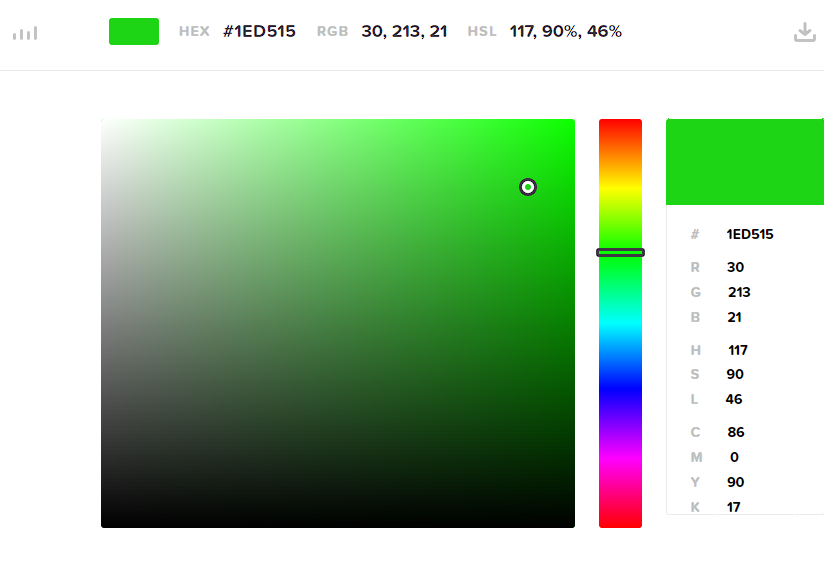 HEX #1ED515 RGB 30, 213, 21 HSL 117, 90%, 46%
# 1ED515
R 30
G 213
B 21
H 117
S 90
L 46
C 86
M 0
Y 90
K 17